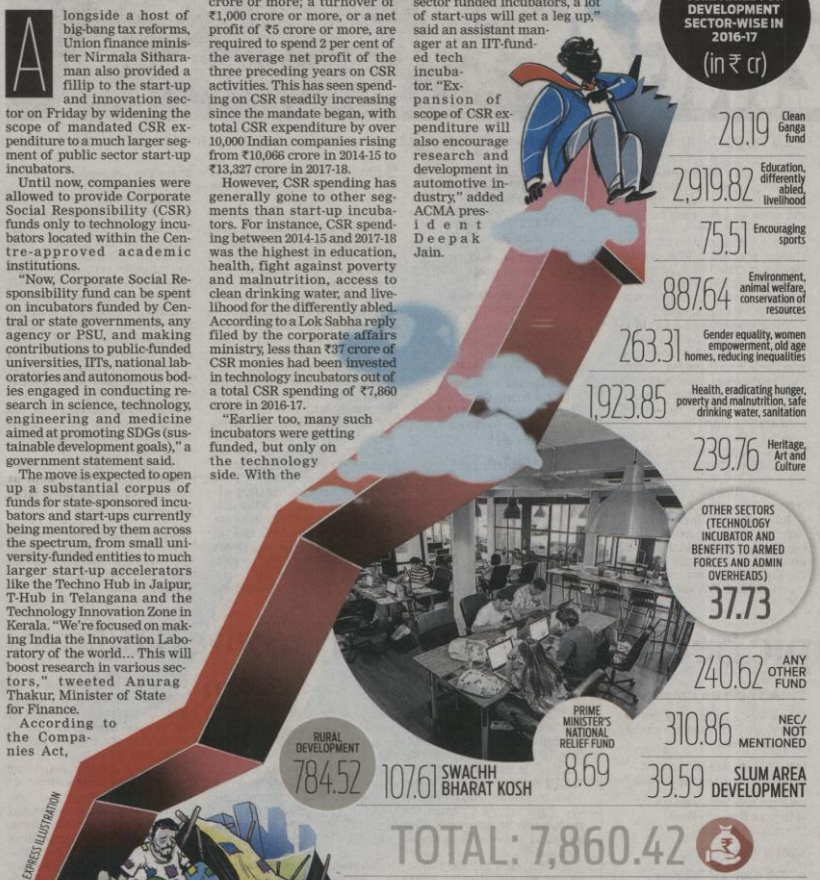 Alongside a host of
big-bang tax reforms,
Union finance minis-
ter Nirmala Sithara-
man also provided a
fillip to the start-up
and innovation sec-
tor on Friday by widening the
scope of mandated CSR ex-
penditure to a much larger seg-
ment of public sector start-up
incubators.
Until now, companies were
allowed to provide Corporate
Social Responsibility (CSR)
funds only to technology incu-
bators located within the Cen-
tre-approved academic
institutions.
"Now, Corporate Social Re-
sponsibility fund can be spent
on incubators funded by Cen-
tral or state governments, any
agency or PSU, and making
contributions to public-funded
universities, IITs, national lab-
oratories and autonomous bod-
ies engaged in conducting re-
search in science, technology,
engineering and medicine
aimed at promoting SDGs (sus-
tainable development goals)," a
government statement said.
The move is expected to open
up a substantial corpus of
funds for state-sponsored incu-
bators and start-ups currently
being mentored by them across
the spectrum, from small uni-
versity-funded entities to much
larger start-up accelerators
like the Techno Hub in Jaipur,
T-Hub in Telangana and the
Technology Innovation Zone in
Kerala. "We're focused on mak-
ing India the Innovation Labo-
ratory of the world... This will
boost research in various sec-
tors," tweeted Anurag
Thakur, Minister of State
for Finance.
According to
the Compa-
nies Act,
crore or more; a turnover of
₹1,000 crore or more, or a net
profit of ₹5 crore or more, are
required to spend 2 per cent of
the average net profit of the
three preceding years on CSR
activities. This has seen spend-
ing on CSR steadily increasing
since the mandate began, with
total CSR expenditure by over
10,000 Indian companies rising
from ₹10,066 crore in 2014-15 to
₹13,327 crore in 2017-18.
However, CSR spending has
generally gone to other seg-
ments than start-up incuba-
tors. For instance, CSR spend-
ing between 2014-15 and 2017-18
was the highest in education,
health, fight against poverty
and malnutrition, access to
clean drinking water, and live-
lihood for the differently abled.
According to a Lok Sabha reply
filed by the corporate affairs
ministry, less than ₹37 crore of
CSR monies had been invested
in technology incubators out of
a total CSR spending of ₹7,860
crore in 2016-17.
"Earlier too, many such
incubators were getting
funded, but only on
the technology
side. With the
sector funded incubators, a lot
of start-ups will get a leg up,"
said an assistant man-
ager at an IIT-fund-
ed tech
incuba-
tor. "Ex-
pansion of
scope of CSR ex-
penditure will
also encourage
research and
development in
automotive in-
dustry," added
ACMA pres-
ident
Deepak
Jain.
DEVELOPMENT
SECTOR-WISE IN
2016-17
(in ₹ cr)
20.19 Clean
Ganga
fund
2,919.82 Education,
differently
abled,
livelihood
75.51 Encouraging
sports
887.64 Environment,
animal welfare,
conservation of
resources
263.31 Gender equality, women
empowerment, old age
homes, reducing inequalities
1,923.85 Health, eradicating hunger,
poverty and malnutrition, safe
drinking water, sanitation
239.76 Heritage,
Art and
Culture
OTHER SECTORS
(TECHNOLOGY
INCUBATOR AND
BENEFITS TO ARMED
FORCES AND ADMIN
OVERHEADS)
37.73
240.62 ANY
OTHER
FUND
310.86 NEC/
NOT
MENTIONED
RURAL
DEVELOPMENT
784.52
107.61 SWACHH
BHARAT KOSH
PRIME
MINISTER'S
NATIONAL
RELIEF FUND
8.69
39.59 SLUM AREA
DEVELOPMENT
TOTAL: 7,860.42
EXPRESS ILLUSTRATION